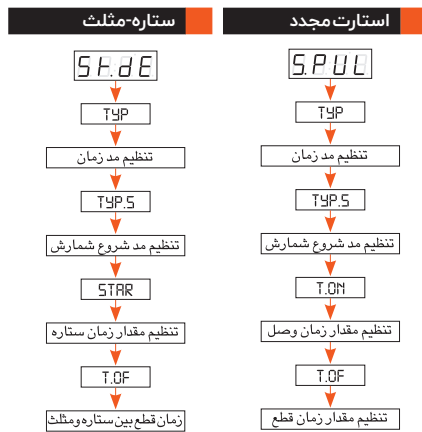 استارت مجدد
S.PUL
TYP
تنظیم مد زمان
TYP.S
تنظیم مد شروع شمارش
T.ON
تنظیم مقدار زمان وصل
T.OF
تنظیم مقدار زمان قطع
ستاره-مثلث
St.dE
TYP
تنظیم مد زمان
TYP.S
تنظیم مد شروع شمارش
STAR
تنظیم مقدار زمان ستاره
T.OF
زمان قطع بین ستاره و مثلث